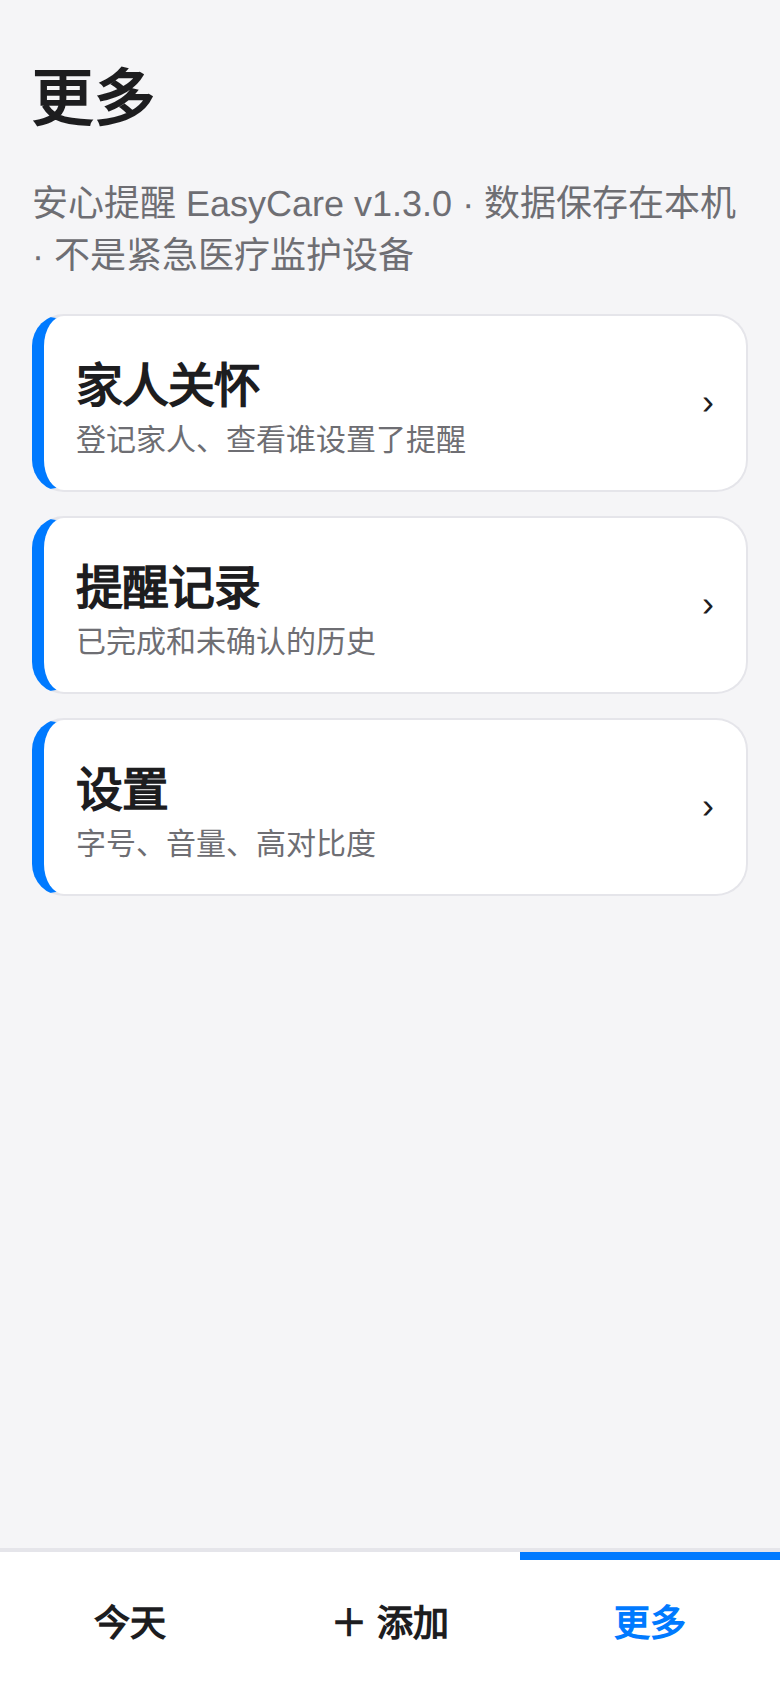 更多
安心提醒 EasyCare v1.3.0 · 数据保存在本机
· 不是紧急医疗监护设备
家人关怀
登记家人、查看谁设置了提醒
›
提醒记录
已完成和未确认的历史
›
设置
字号、音量、高对比度
›
今天
＋ 添加
更多